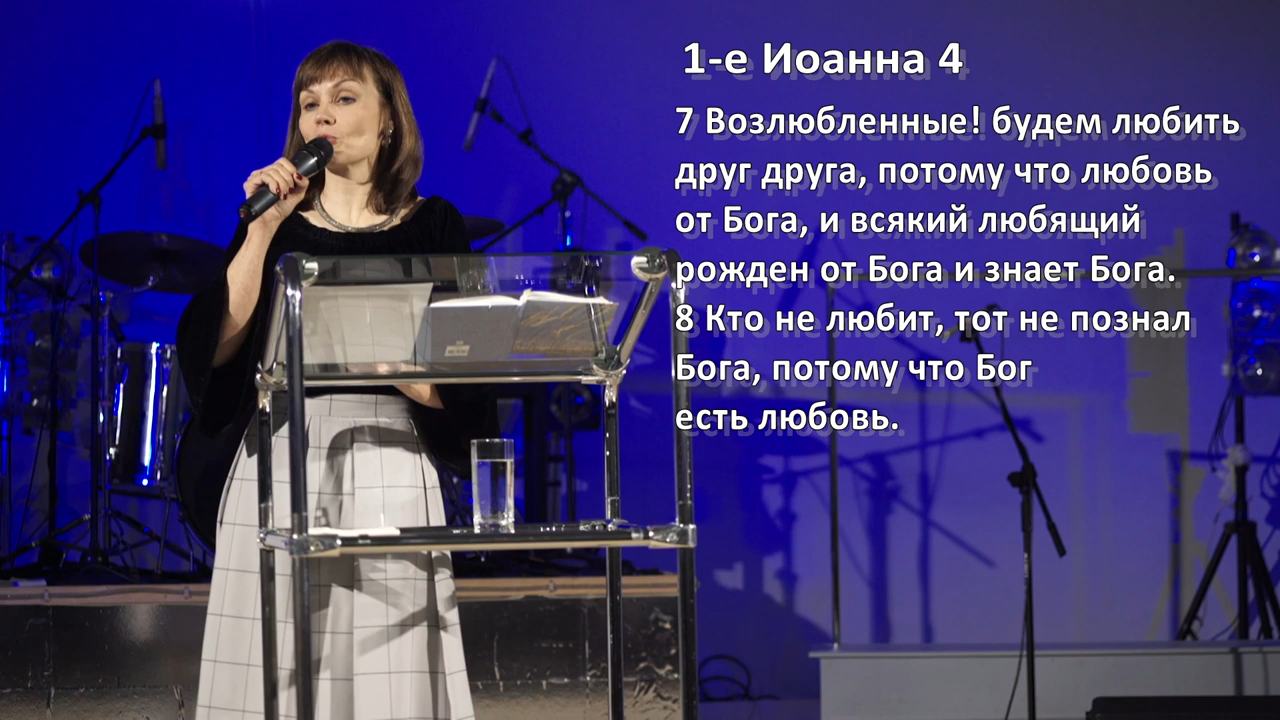 1-е Иоанна 4
7 Возлюбленные! будем любить
друг друга, потому что любовь
от Бога, и всякий любящий
рожден от Бога и знает Бога.
8 Кто не любит, тот не познал
Бога, потому что Бог
есть любовь.